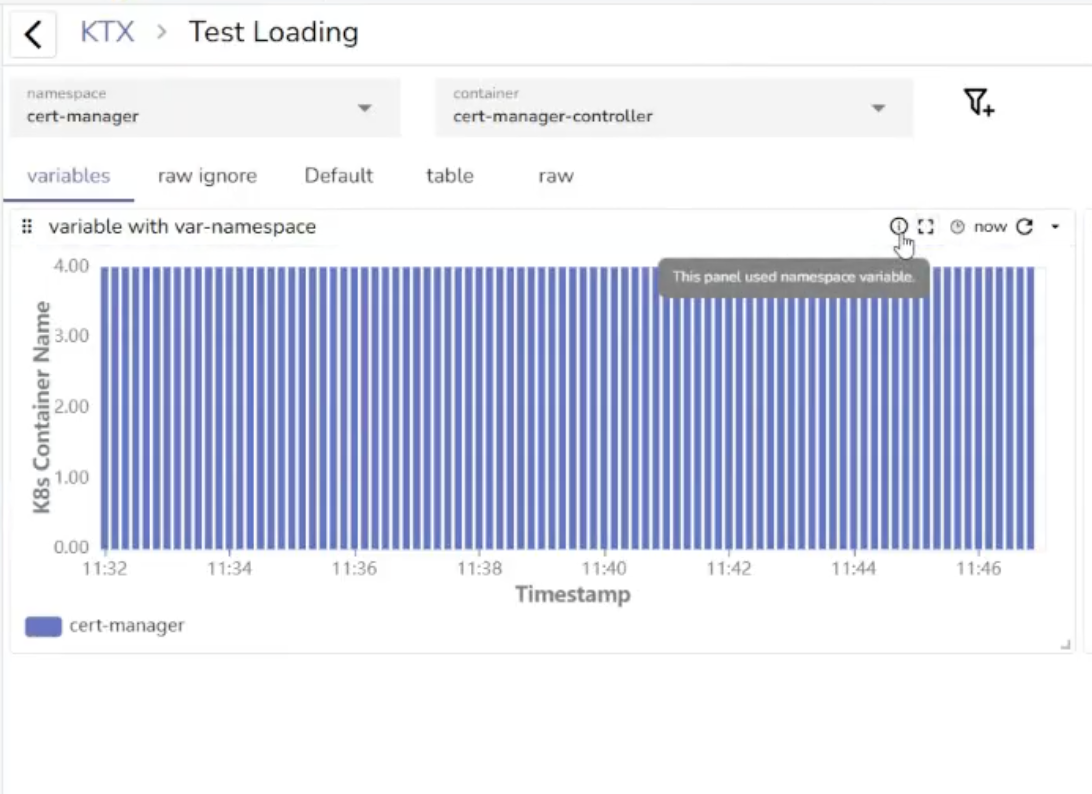 KTX > Test Loading
namespace
cert-manager
container
cert-manager-controller
variables raw ignore Default table raw
variable with var-namespace
now
This panel used namespace variable.
4.00
3.00
2.00
1.00
0.00
K8s Container Name
11:32 11:34 11:36 11:38 11:40 11:42 11:44 11:46
Timestamp
cert-manager